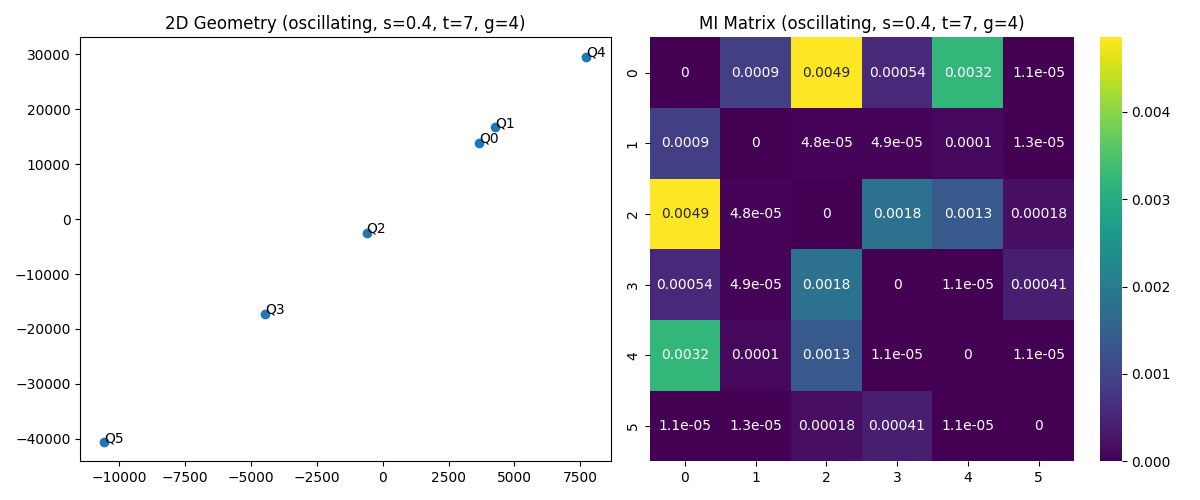 2D Geometry (oscillating, s=0.4, t=7, g=4)
30000
20000
10000
0
−10000
−20000
−30000
−40000
−10000 −7500 −5000 −2500 0 2500 5000 7500
Q4
Q1
Q0
Q2
Q3
Q5
MI Matrix (oscillating, s=0.4, t=7, g=4)
0 0 0.0009 0.0049 0.00054 0.0032 1.1e-05
1 0.0009 0 4.8e-05 4.9e-05 0.0001 1.3e-05
2 0.0049 4.8e-05 0 0.0018 0.0013 0.00018
3 0.00054 4.9e-05 0.0018 0 1.1e-05 0.00041
4 0.0032 0.0001 0.0013 1.1e-05 0 1.1e-05
5 1.1e-05 1.3e-05 0.00018 0.00041 1.1e-05 0
0 1 2 3 4 5
0.004
0.003
0.002
0.001
0.000